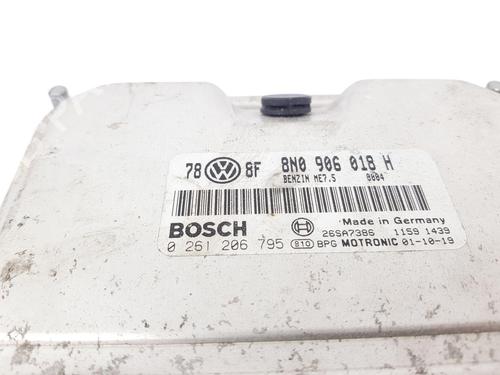 78 8F 8N0 906 018 H
BENZIN ME7.5 0004
Made in Germany
BOSCH 26SA7386 1159 1439
0 261 206 795 810 BPG MOTRONIC 01-10-19